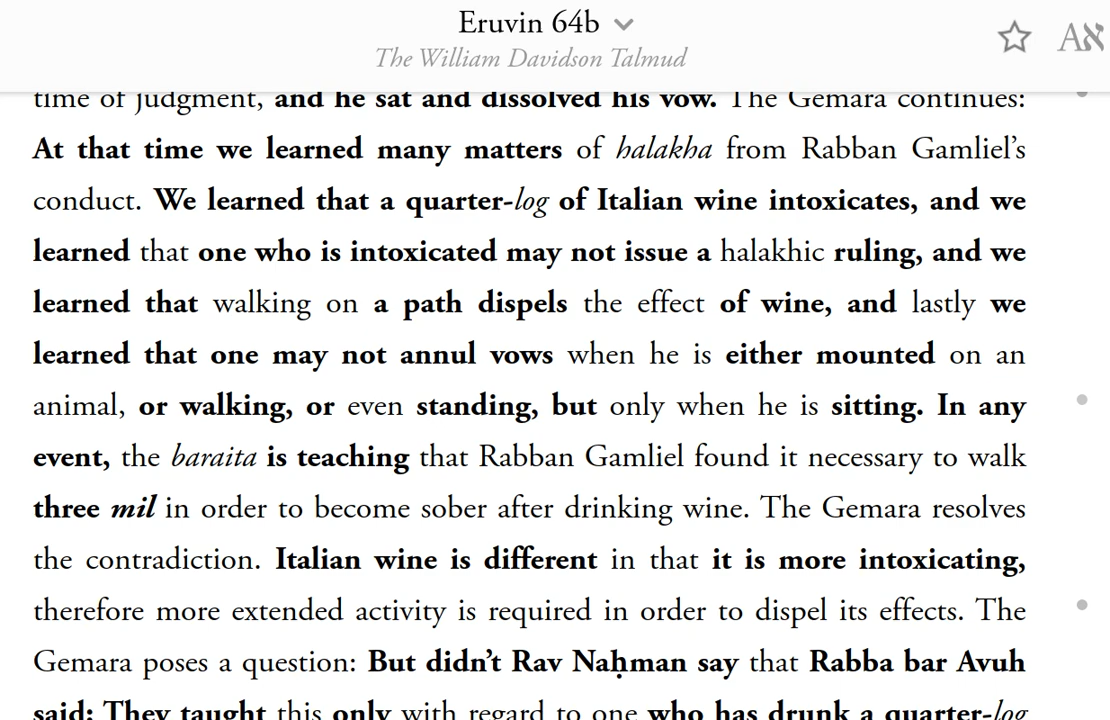 Eruvin 64b
The William Davidson Talmud
Aא
time of judgment, and he sat and dissolved his vow. The Gemara continues:
At that time we learned many matters of halakha from Rabban Gamliel’s
conduct. We learned that a quarter-log of Italian wine intoxicates, and we
learned that one who is intoxicated may not issue a halakhic ruling, and we
learned that walking on a path dispels the effect of wine, and lastly we
learned that one may not annul vows when he is either mounted on an
animal, or walking, or even standing, but only when he is sitting. In any
event, the baraita is teaching that Rabban Gamliel found it necessary to walk
three mil in order to become sober after drinking wine. The Gemara resolves
the contradiction. Italian wine is different in that it is more intoxicating,
therefore more extended activity is required in order to dispel its effects. The
Gemara poses a question: But didn’t Rav Naḥman say that Rabba bar Avuh
said: They taught this only with regard to one who has drunk a quarter-log